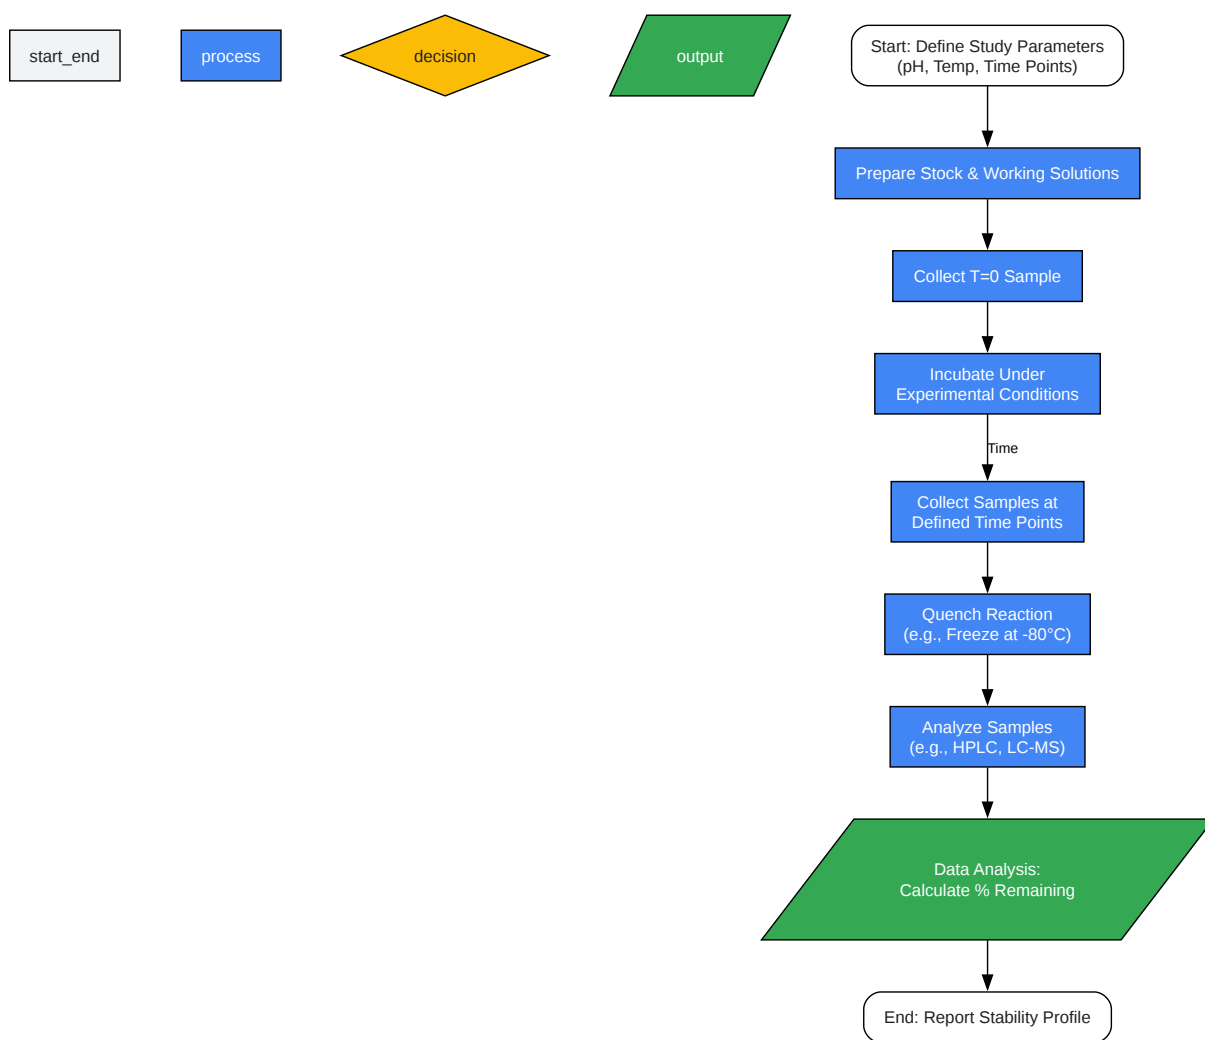 start_end
process
decision
output
Start: Define Study Parameters
(pH, Temp, Time Points)
Prepare Stock & Working Solutions
Collect T=0 Sample
Incubate Under
Experimental Conditions
Time
Collect Samples at
Defined Time Points
Quench Reaction
(e.g., Freeze at -80°C)
Analyze Samples
(e.g., HPLC, LC-MS)
Data Analysis:
Calculate % Remaining
End: Report Stability Profile